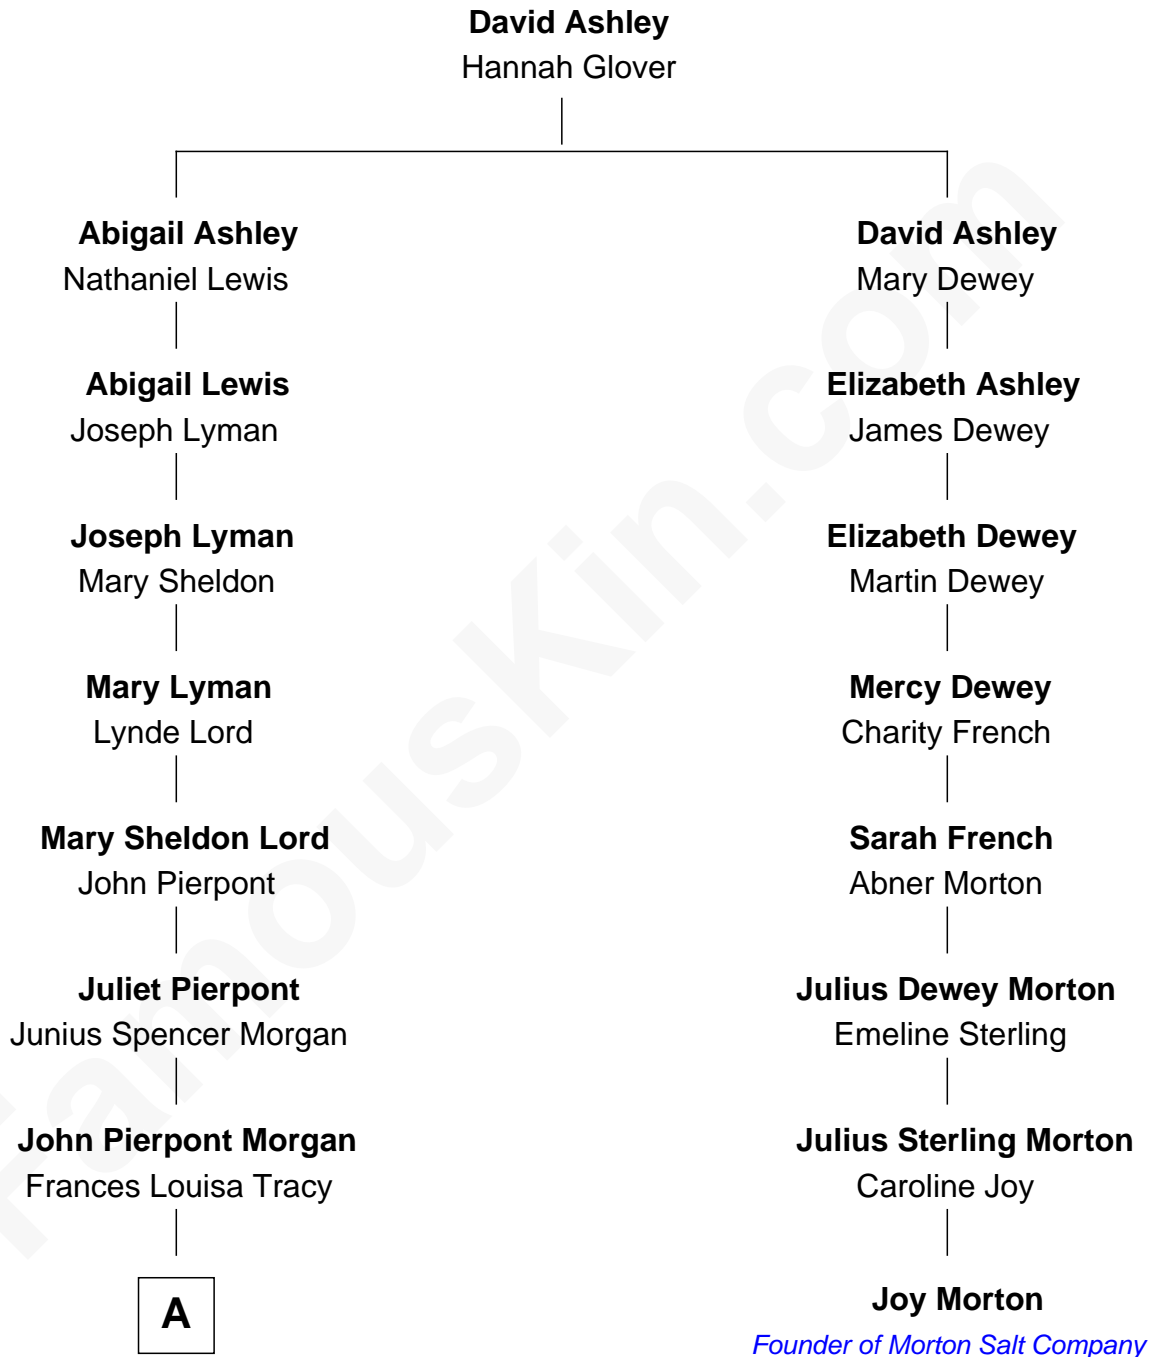 David Ashley
Hannah Glover
Abigail Ashley
Nathaniel Lewis
David Ashley
Mary Dewey
Abigail Lewis
Joseph Lyman
Elizabeth Ashley
James Dewey
Joseph Lyman
Mary Sheldon
Elizabeth Dewey
Martin Dewey
Mary Lyman
Lynde Lord
Mercy Dewey
Charity French
Mary Sheldon Lord
John Pierpont
Sarah French
Abner Morton
Juliet Pierpont
Junius Spencer Morgan
Julius Dewey Morton
Emeline Sterling
John Pierpont Morgan
Frances Louisa Tracy
Julius Sterling Morton
Caroline Joy
A
Joy Morton
Founder of Morton Salt Company
FamousKin.com